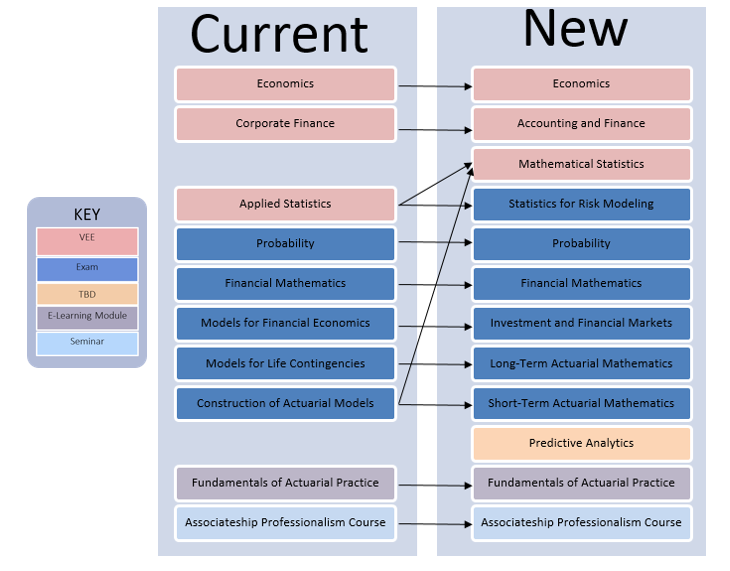 Current
New
Economics
Economics
Corporate Finance
Accounting and Finance
Mathematical Statistics
Applied Statistics
Statistics for Risk Modeling
KEY
VEE
Exam
TBD
E-Learning Module
Seminar
Probability
Probability
Financial Mathematics
Financial Mathematics
Models for Financial Economics
Investment and Financial Markets
Models for Life Contingencies
Long-Term Actuarial Mathematics
Construction of Actuarial Models
Short-Term Actuarial Mathematics
Predictive Analytics
Fundamentals of Actuarial Practice
Fundamentals of Actuarial Practice
Associateship Professionalism Course
Associateship Professionalism Course